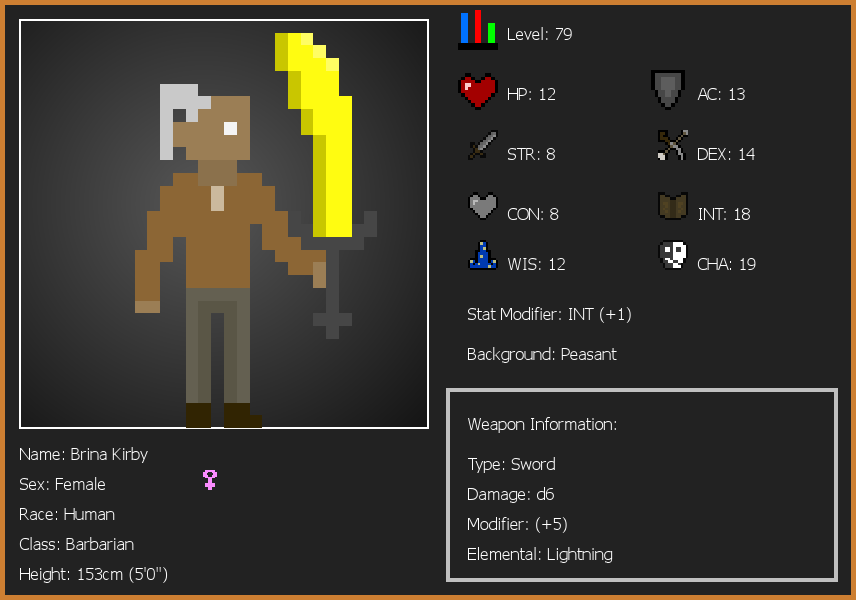 Level: 79
HP: 12
AC: 13
STR: 8
DEX: 14
CON: 8
INT: 18
WIS: 12
CHA: 19
Stat Modifier: INT (+1)
Background: Peasant
Weapon Information:
Type: Sword
Damage: d6
Modifier: (+5)
Elemental: Lightning
Name: Brina Kirby
Sex: Female
Race: Human
Class: Barbarian
Height: 153cm (5'0")